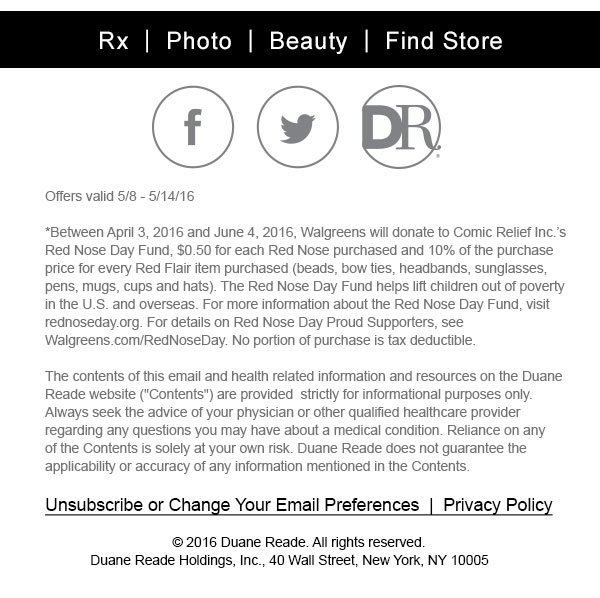 Rx | Photo | Beauty | Find Store
f
DR
Offers valid 5/8 - 5/14/16
*Between April 3, 2016 and June 4, 2016, Walgreens will donate to Comic Relief Inc.'s
Red Nose Day Fund, $0.50 for each Red Nose purchased and 10% of the purchase
price for every Red Flair item purchased (beads, bow ties, headbands, sunglasses,
pens, mugs, cups and hats). The Red Nose Day Fund helps lift children out of poverty
in the U.S. and overseas. For more information about the Red Nose Day Fund, visit
rednoseday.org. For details on Red Nose Day Proud Supporters, see
Walgreens.com/RedNoseDay. No portion of purchase is tax deductible.
The contents of this email and health related information and resources on the Duane
Reade website ("Contents") are provided  strictly for informational purposes only.
Always seek the advice of your physician or other qualified healthcare provider
regarding any questions you may have about a medical condition. Reliance on any
of the Contents is solely at your own risk. Duane Reade does not guarantee the
applicability or accuracy of any information mentioned in the Contents.
Unsubscribe or Change Your Email Preferences | Privacy Policy
© 2016 Duane Reade. All rights reserved.
Duane Reade Holdings, Inc., 40 Wall Street, New York, NY 10005